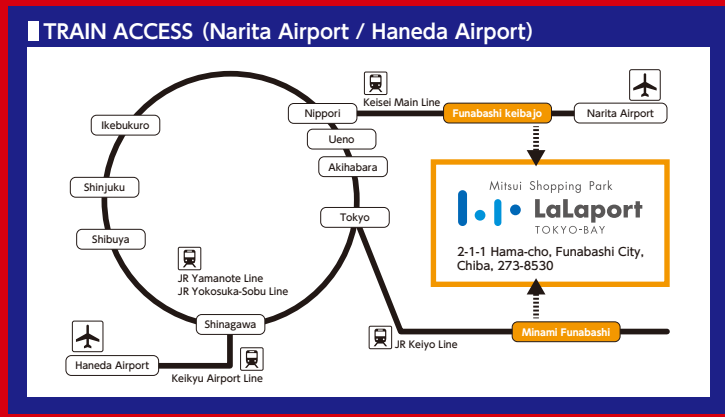 TRAIN ACCESS (Narita Airport / Haneda Airport)
Keisei Main Line
Nippori
Funabashi keibajo
Narita Airport
Ikebukuro
Ueno
Akihabara
Shinjuku
Mitsui Shopping Park
LaLaport
TOKYO-BAY
2-1-1 Hama-cho, Funabashi City,
Chiba, 273-8530
Tokyo
Shibuya
JR Yamanote Line
JR Yokosuka-Sobu Line
Shinagawa
Minami Funabashi
JR Keiyo Line
Haneda Airport
Keikyu Airport Line